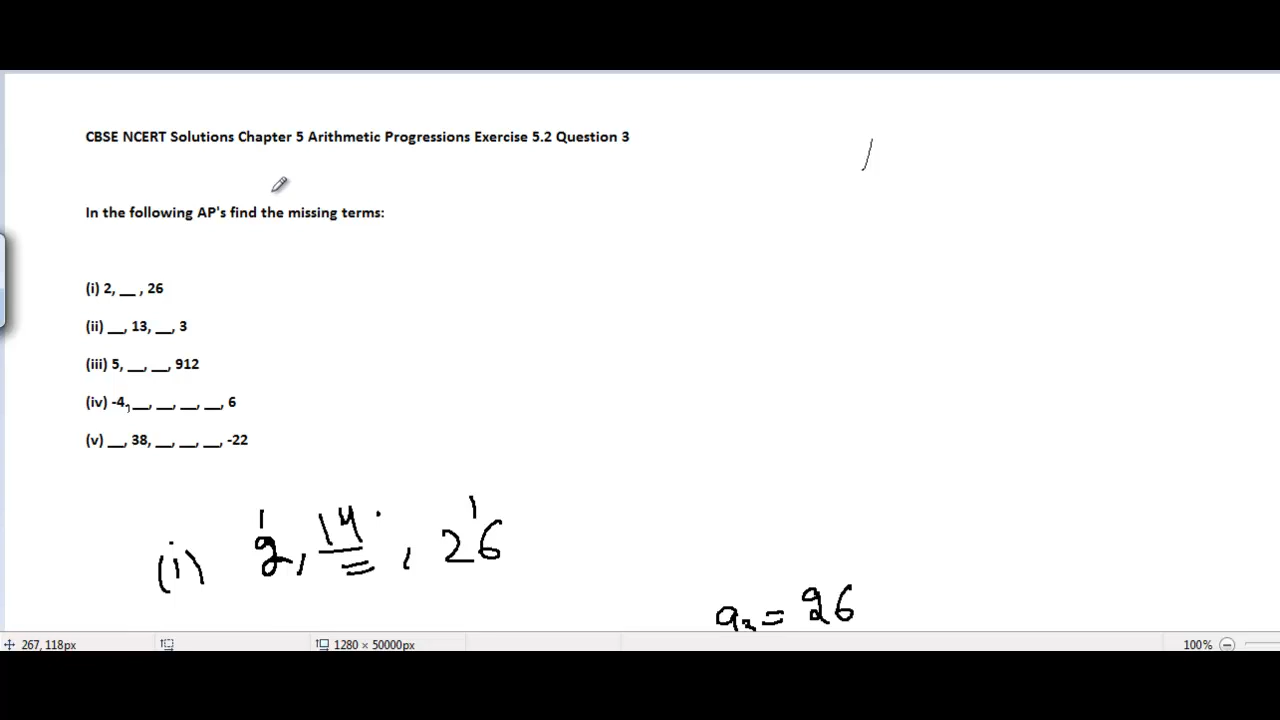 CBSE NCERT Solutions Chapter 5 Arithmetic Progressions Exercise 5.2 Question 3
In the following AP's find the missing terms:
(i) 2, __ , 26
(ii) __, 13, __, 3
(iii) 5, __, __, 912
(iv) -4, __, __, __, __, 6
(v) __, 38, __, __, __, -22
(i) 2, 14, 26
a₃ = 26
267, 118px 1280 × 50000px 100%